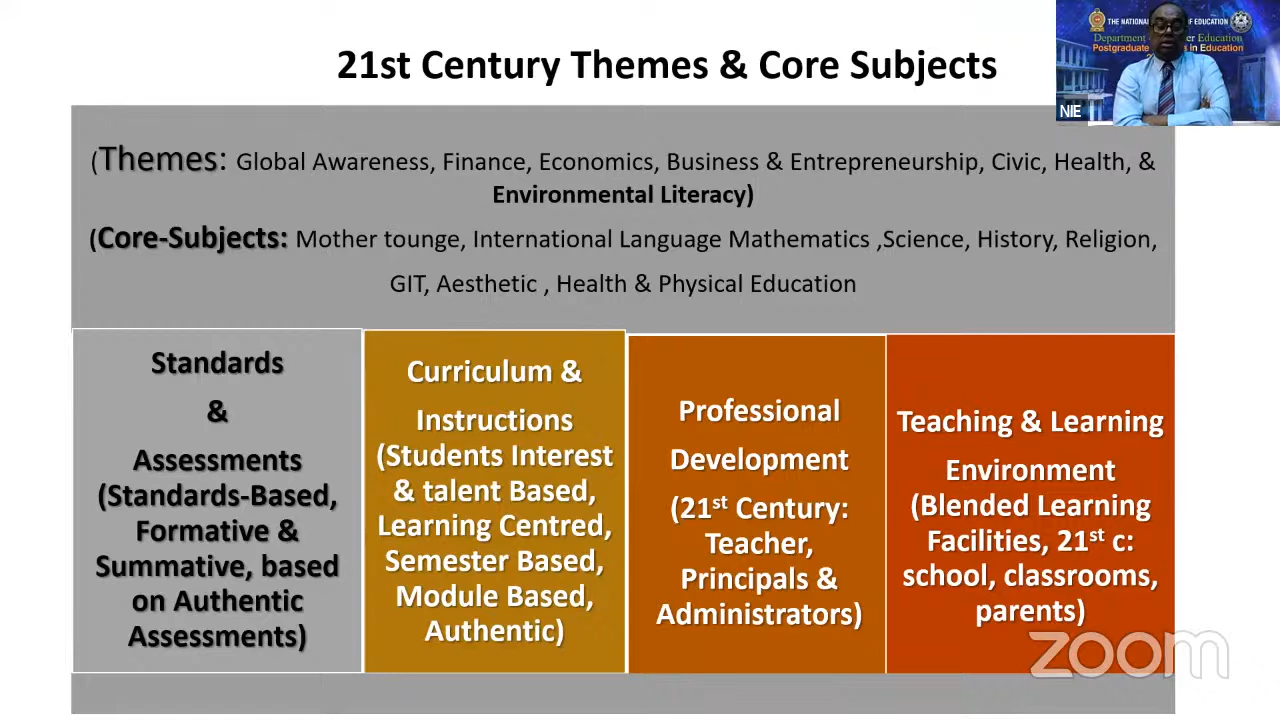 21st Century Themes & Core Subjects
(Themes: Global Awareness, Finance, Economics, Business & Entrepreneurship, Civic, Health, &
Environmental Literacy)
(Core-Subjects: Mother tounge, International Language Mathematics ,Science, History, Religion,
GIT, Aesthetic , Health & Physical Education
Standards
&
Assessments
(Standards-Based,
Formative &
Summative, based
on Authentic
Assessments)
Curriculum &
Instructions
(Students Interest
& talent Based,
Learning Centred,
Semester Based,
Module Based,
Authentic)
Professional
Development
(21st Century:
Teacher,
Principals &
Administrators)
Teaching & Learning
Environment
(Blended Learning
Facilities, 21st c:
school, classrooms,
parents)
THE NATIONAL OF EDUCATION
Department Education
Postgraduate in Education
NIE
zoom